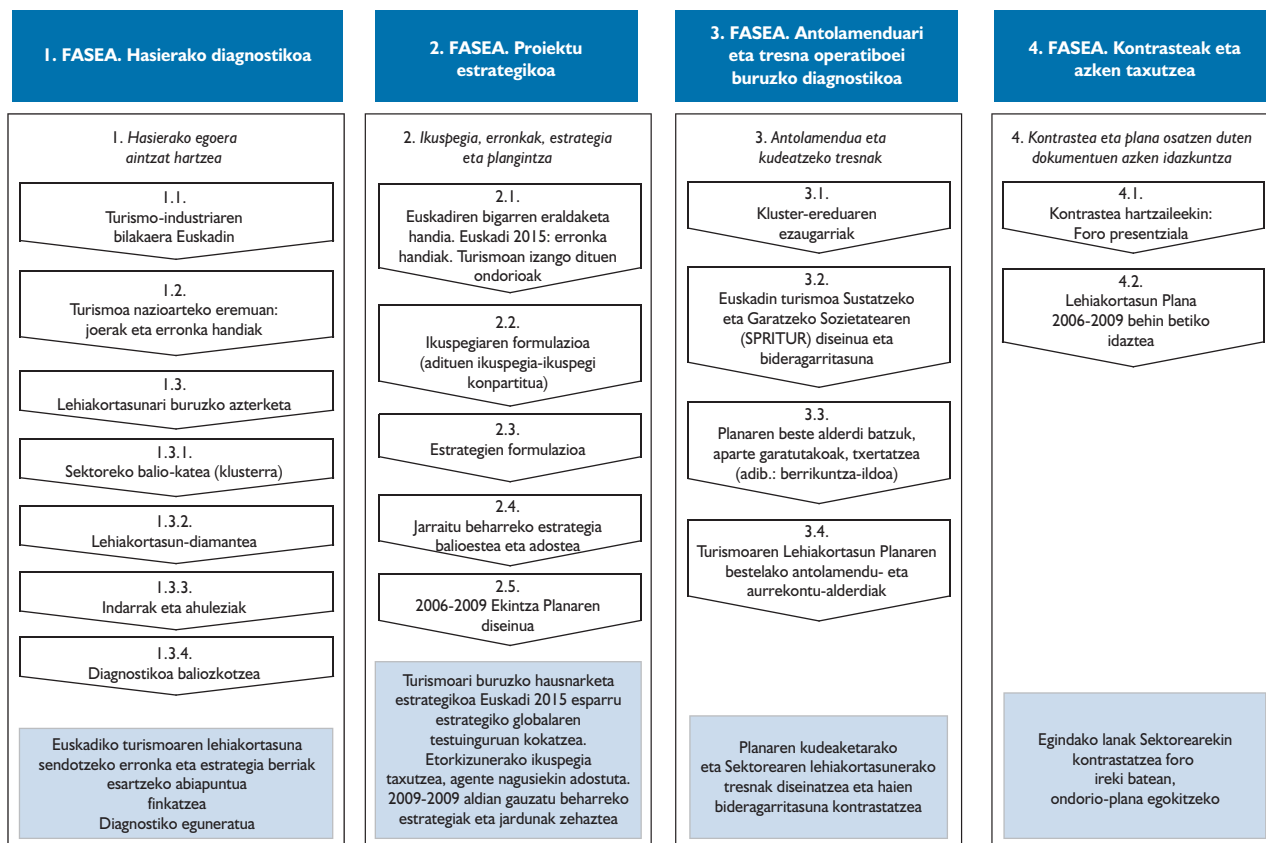 1. FASEA. Hasierako diagnostikoa
1. Hasierako egoera
aintzat hartzea
1.1.
Turismo-industriaren
bilakaera Euskadin
1.2.
Turismoa nazioarteko eremuan:
joerak eta erronka handiak
1.3.
Lehiakortasunari buruzko azterketa
1.3.1.
Sektoreko balio-katea (klusterra)
1.3.2.
Lehiakortasun-diamantea
1.3.3.
Indarrak eta ahuleziak
1.3.4.
Diagnostikoa baliozkotzea
Euskadiko turismoaren lehiakortasuna
sendotzeko erronka eta estrategia berriak
esartzeko abiapuntua
finkatzea
Diagnostiko eguneratua
2. FASEA. Proiektu
estrategikoa
2. Ikuspegia, erronkak, estrategia
eta plangintza
2.1.
Euskadiren bigarren eraldaketa
handia. Euskadi 2015: erronka
handiak. Turismoan izango dituen
ondorioak
2.2.
Ikuspegiaren formulazioa
(adituen ikuspegia-ikuspegi
konpartitua)
2.3.
Estrategien formulazioa
2.4.
Jarraitu beharreko estrategia
balioestea eta adostea
2.5.
2006-2009 Ekintza Planaren
diseinua
Turismoari buruzko hausnarketa
estrategikoa Euskadi 2015 esparru
estrategiko globalaren
testuinguruan kokatzea.
Etorkizunerako ikuspegia
taxutzea, agente nagusiekin adostuta.
2009-2009 aldian gauzatu beharreko
estrategiak eta jardunak zehaztea
3. FASEA. Antolamenduari
eta tresna operatiboei
buruzko diagnostikoa
3. Antolamendua eta
kudeatzeko tresnak
3.1.
Kluster-ereduaren
ezaugarriak
3.2.
Euskadin turismoa Sustatzeko
eta Garatzeko Sozietatearen
(SPRITUR) diseinua eta
bideragarritasuna
3.3.
Planaren beste alderdi batzuk,
aparte garatutakoak, txertatzea
(adib.: berrikuntza-ildoa)
3.4.
Turismoaren Lehiakortasun Planaren
bestelako antolamendu- eta
aurrekontu-alderdiak
Planaren kudeaketarako
eta Sektorearen lehiakortasunerako
tresnak diseinatzea eta haien
bideragarritasuna kontrastatzea
4. FASEA. Kontrasteak eta
azken taxutzea
4. Kontrastea eta plana osatzen duten
dokumentuen azken idazkuntza
4.1.
Kontrastea hartzaileekin:
Foro presentziala
4.2.
Lehiakortasun Plana
2006-2009 behin betiko
idaztea
Egindako lanak Sektorearekin
kontrastatzea foro
ireki batean,
ondorio-plana egokitzeko